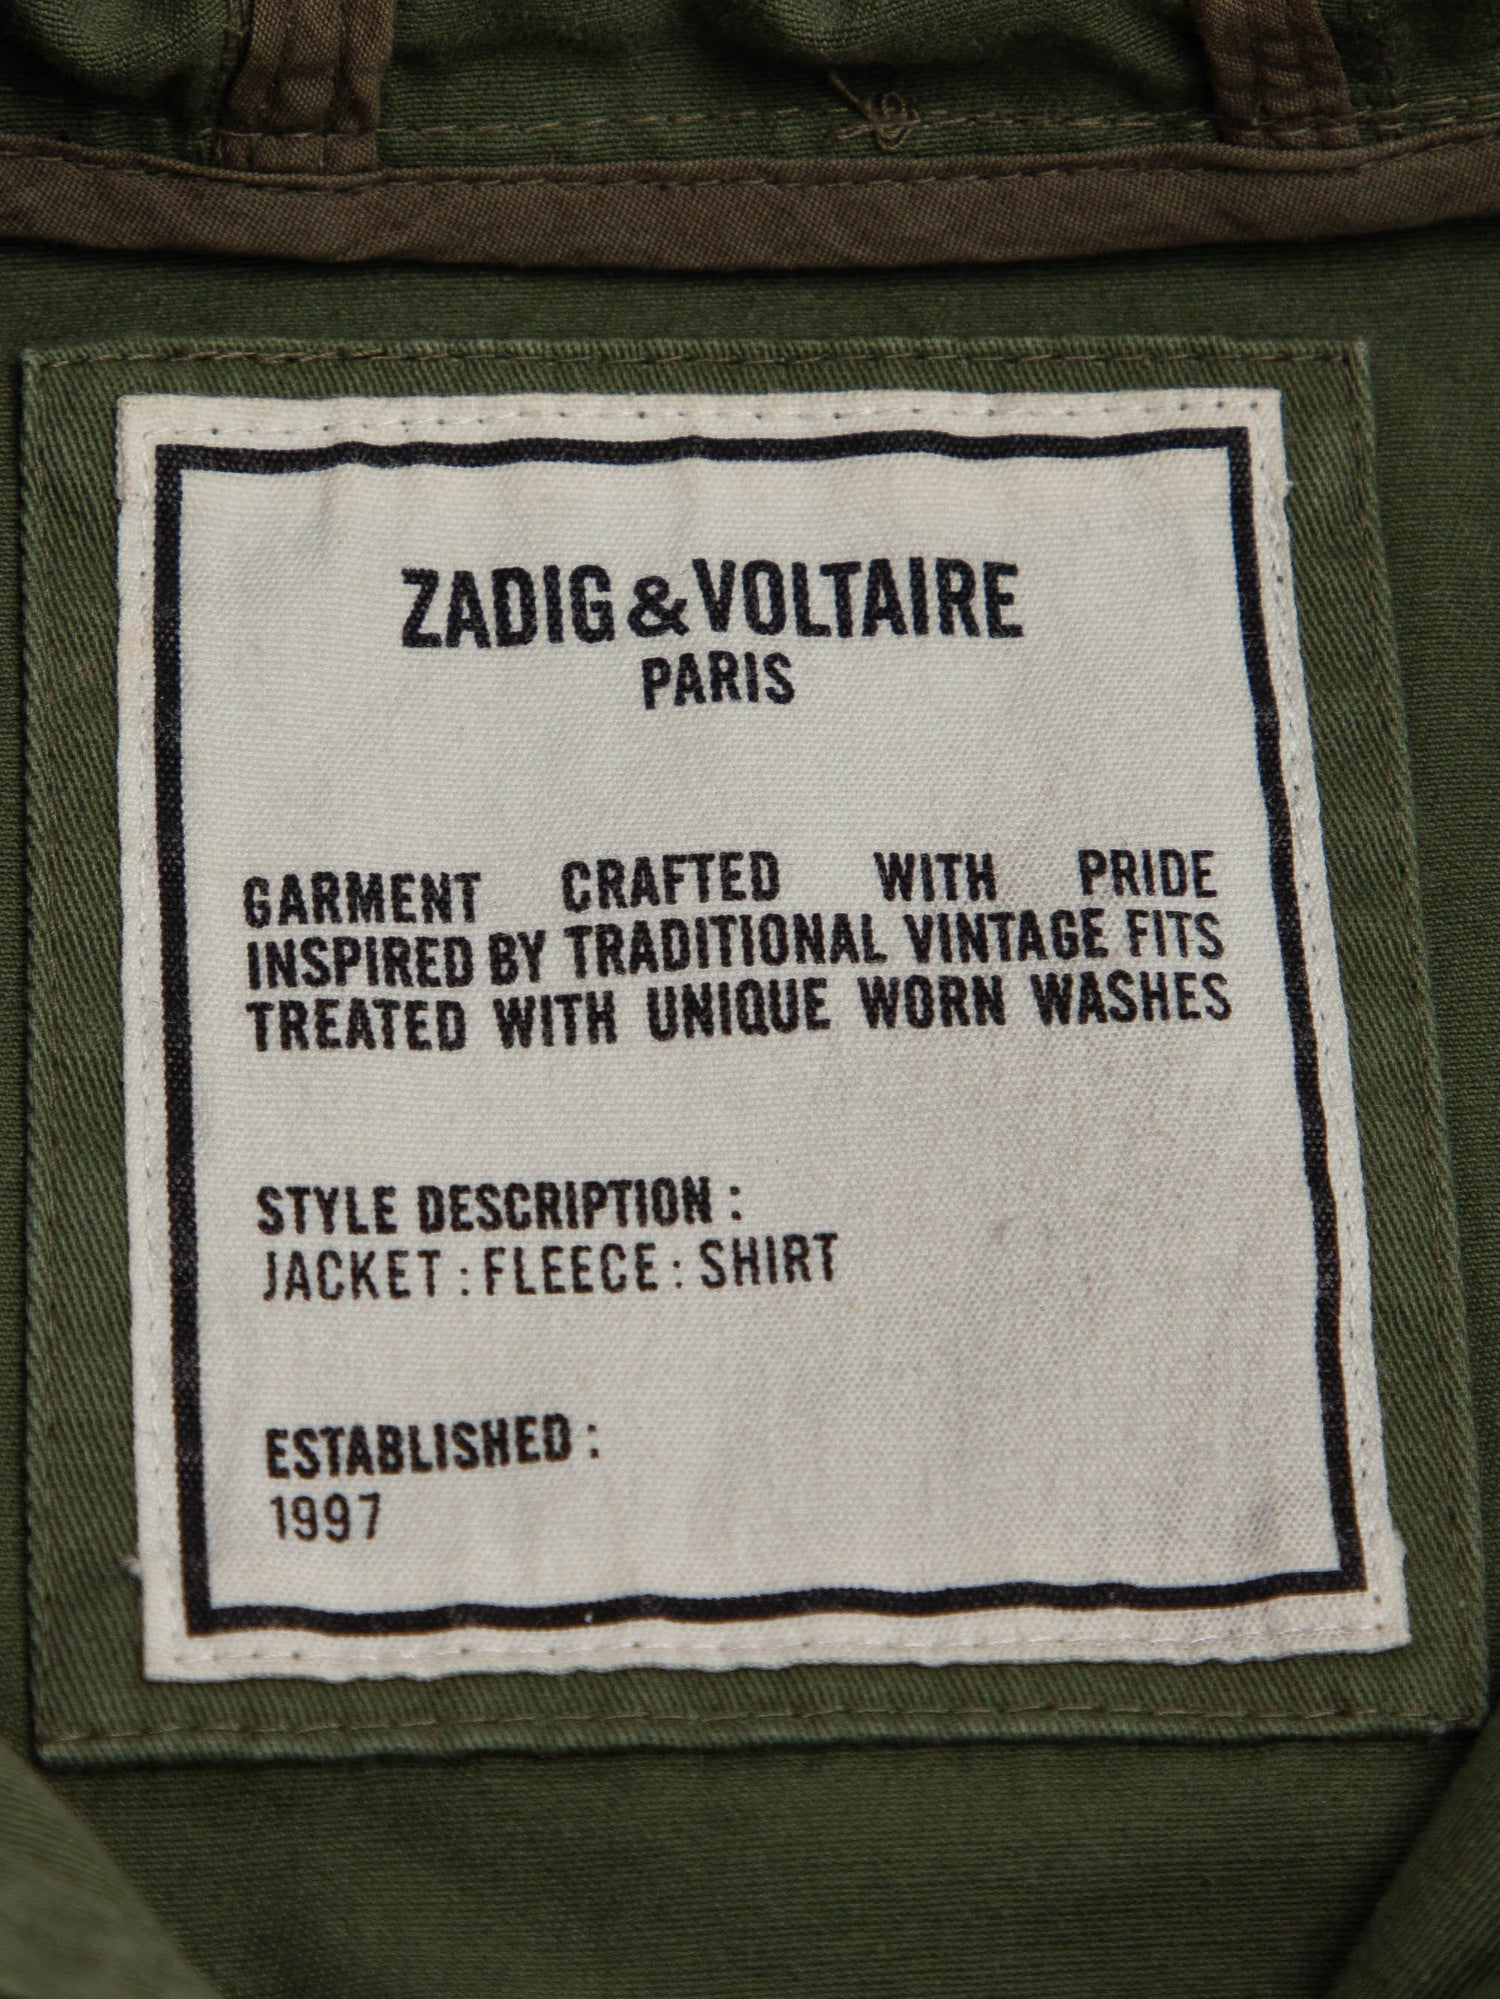 ZADIG & VOLTAIRE
PARIS
GARMENT CRAFTED WITH PRIDE
INSPIRED BY TRADITIONAL VINTAGE FITS
TREATED WITH UNIQUE WORN WASHES
STYLE DESCRIPTION :
JACKET : FLEECE : SHIRT
ESTABLISHED :
1997